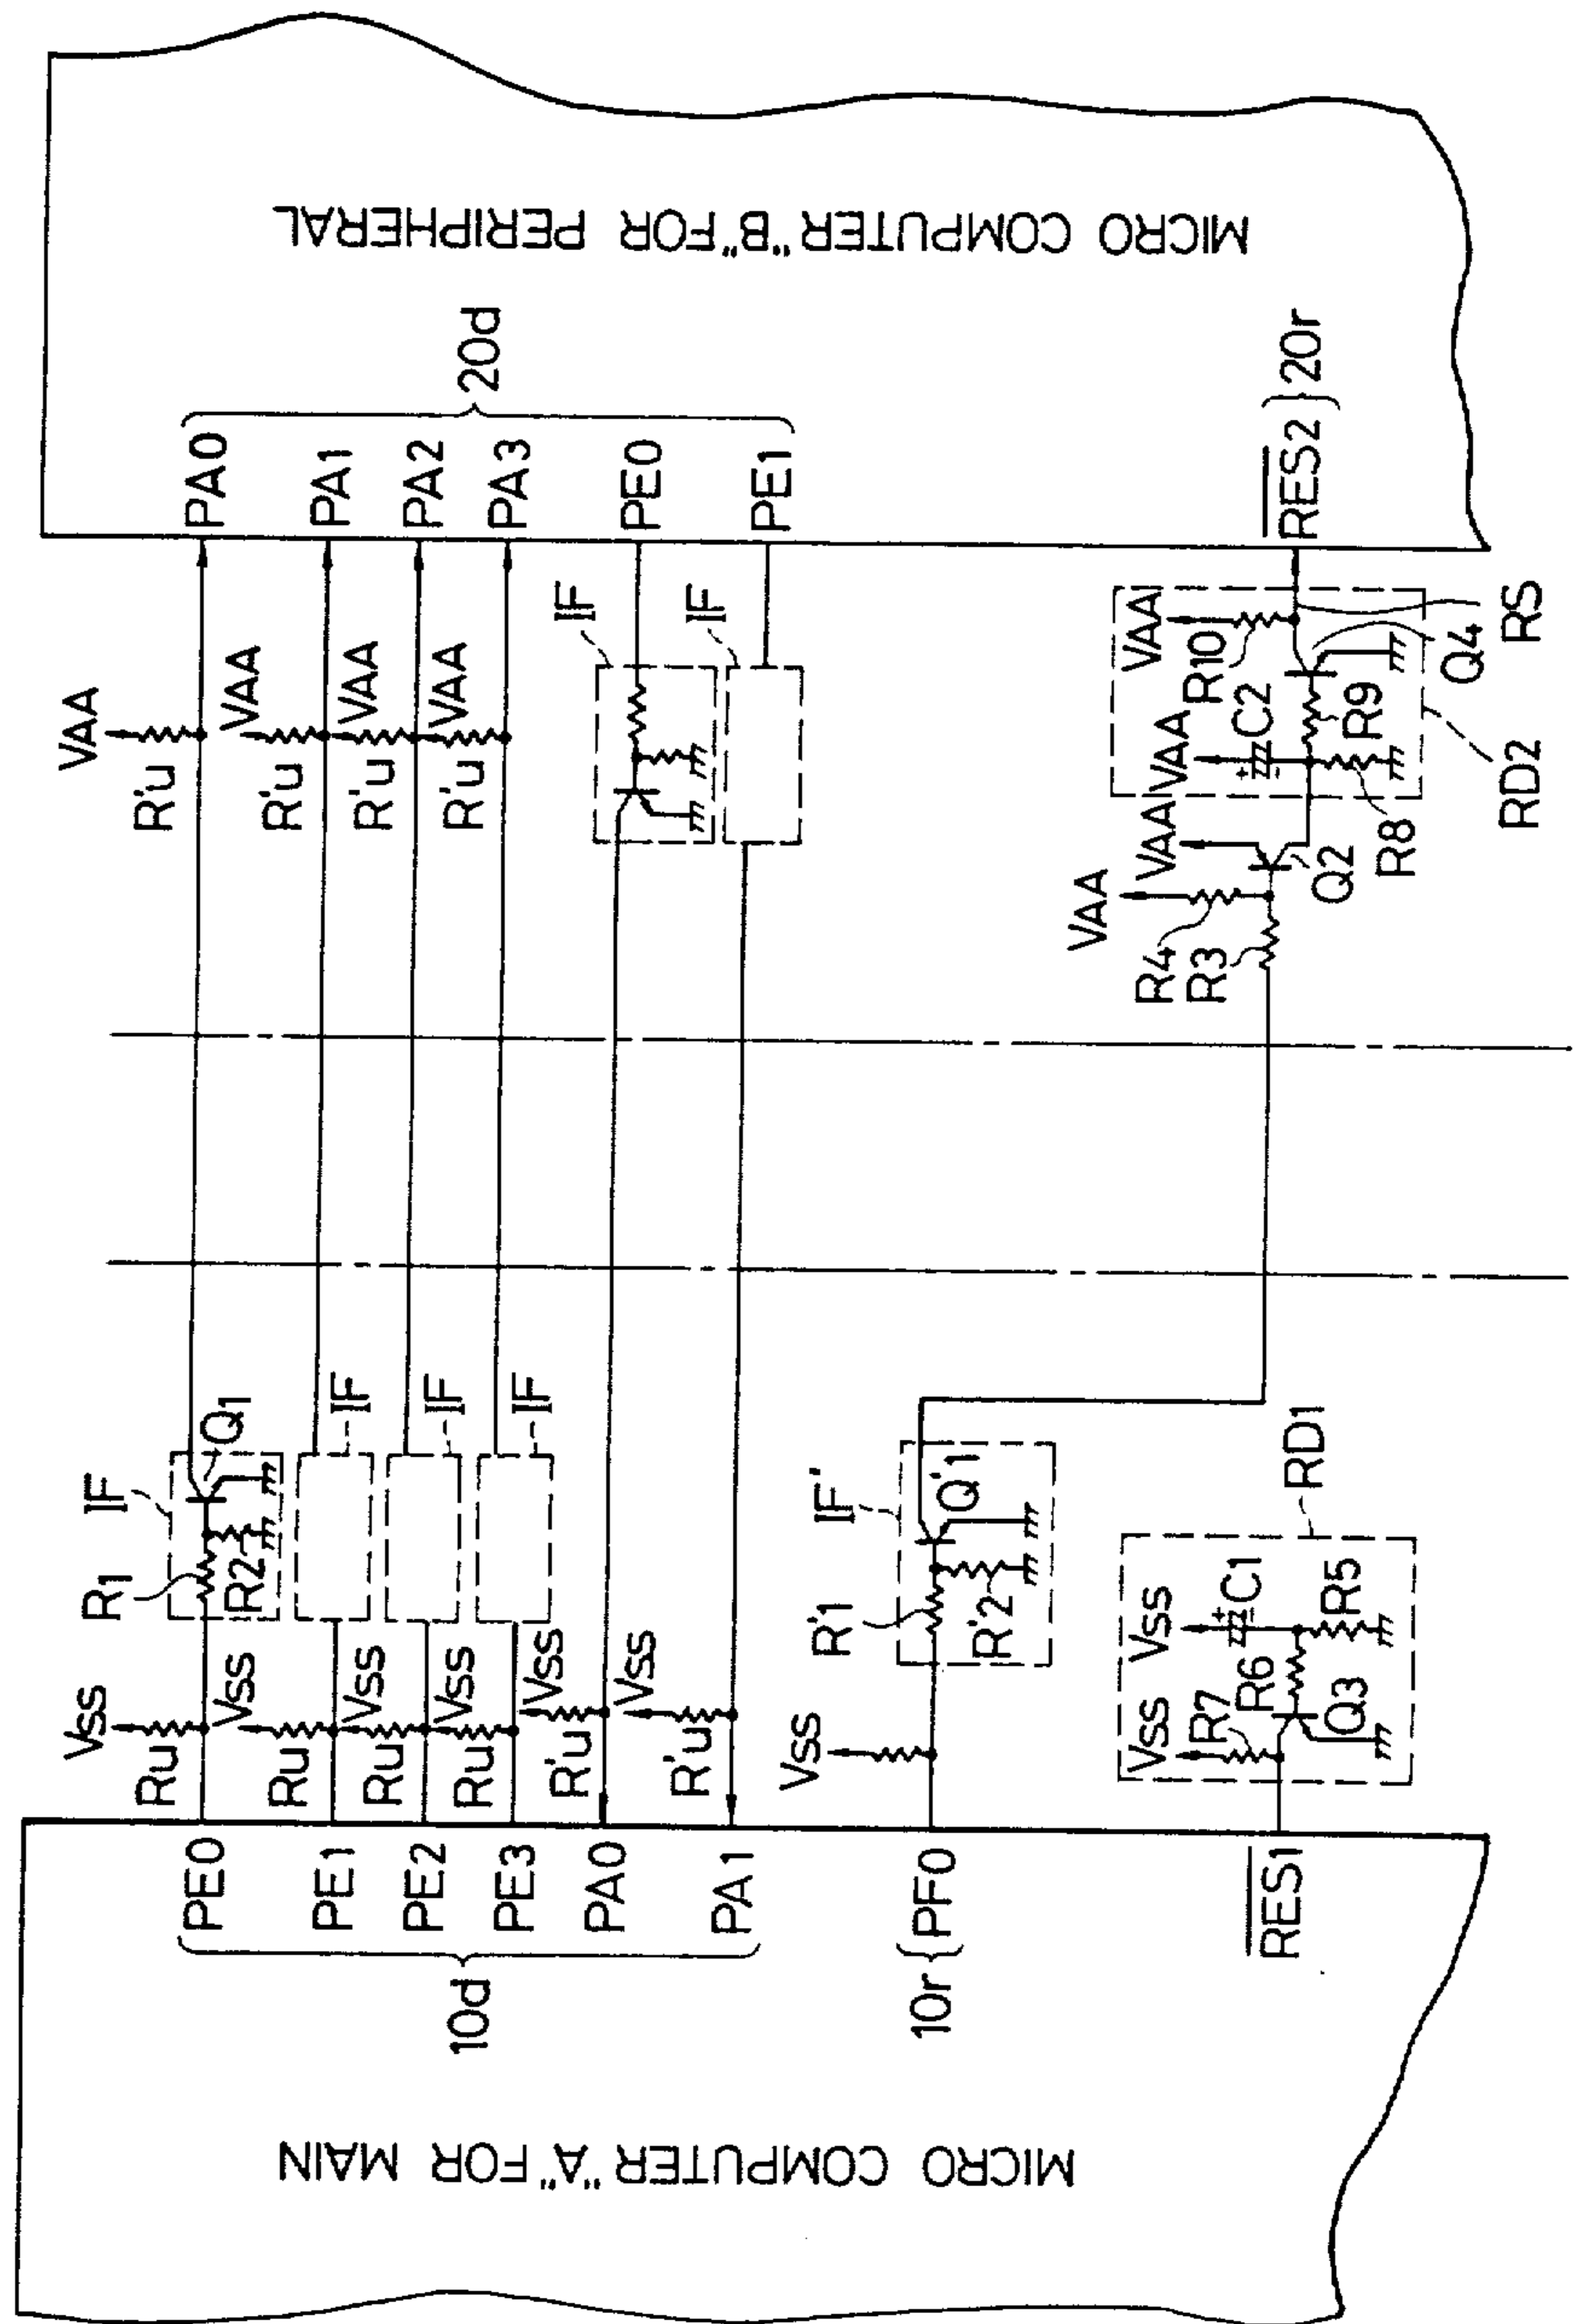 MICRO COMPUTER "A" FOR MAIN
10d
PE0
PE1
PE2
PE3
PA0
PA1
10r
PF0
RES1
Vss
Ru
Vss
Ru
Vss
Ru
Vss
Ru
Vss
R'u
Vss
R'u
IF
R1
R2
Q1
IF
IF
IF
Vss
IF'
R'1
R'2
Q'1
Vss
R7
Vss
C1
R6
R5
Q3
RD1
VAA
R'u
VAA
R'u
VAA
R'u
VAA
R'u
IF
IF
VAA
R4
R3
VAA
Q2
VAA
C2
R8
R9
VAA
R10
Q4
RS
RD2
PA0
PA1
PA2
PA3
PE0
PE1
20d
RES2
20r
MICRO COMPUTER "B" FOR PERIPHERAL